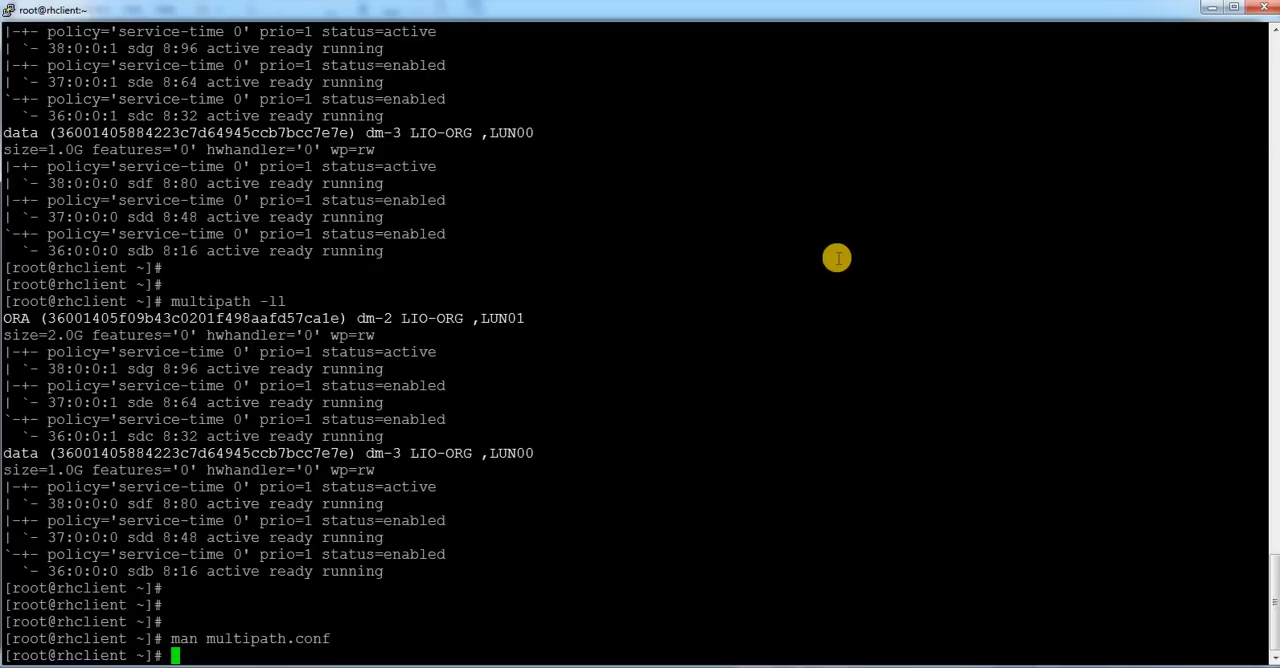 root@rhclient:~
|-+- policy='service-time 0' prio=1 status=active
| `- 38:0:0:1 sdg 8:96 active ready running
|-+- policy='service-time 0' prio=1 status=enabled
| `- 37:0:0:1 sde 8:64 active ready running
`-+- policy='service-time 0' prio=1 status=enabled
  `- 36:0:0:1 sdc 8:32 active ready running
data (36001405884223c7d64945ccb7bcc7e7e) dm-3 LIO-ORG ,LUN00
size=1.0G features='0' hwhandler='0' wp=rw
|-+- policy='service-time 0' prio=1 status=active
| `- 38:0:0:0 sdf 8:80 active ready running
|-+- policy='service-time 0' prio=1 status=enabled
| `- 37:0:0:0 sdd 8:48 active ready running
`-+- policy='service-time 0' prio=1 status=enabled
  `- 36:0:0:0 sdb 8:16 active ready running
[root@rhclient ~]#
[root@rhclient ~]#
[root@rhclient ~]# multipath -ll
ORA (36001405f09b43c0201f498aafd57ca1e) dm-2 LIO-ORG ,LUN01
size=2.0G features='0' hwhandler='0' wp=rw
|-+- policy='service-time 0' prio=1 status=active
| `- 38:0:0:1 sdg 8:96 active ready running
|-+- policy='service-time 0' prio=1 status=enabled
| `- 37:0:0:1 sde 8:64 active ready running
`-+- policy='service-time 0' prio=1 status=enabled
  `- 36:0:0:1 sdc 8:32 active ready running
data (36001405884223c7d64945ccb7bcc7e7e) dm-3 LIO-ORG ,LUN00
size=1.0G features='0' hwhandler='0' wp=rw
|-+- policy='service-time 0' prio=1 status=active
| `- 38:0:0:0 sdf 8:80 active ready running
|-+- policy='service-time 0' prio=1 status=enabled
| `- 37:0:0:0 sdd 8:48 active ready running
`-+- policy='service-time 0' prio=1 status=enabled
  `- 36:0:0:0 sdb 8:16 active ready running
[root@rhclient ~]#
[root@rhclient ~]#
[root@rhclient ~]#
[root@rhclient ~]# man multipath.conf
[root@rhclient ~]#